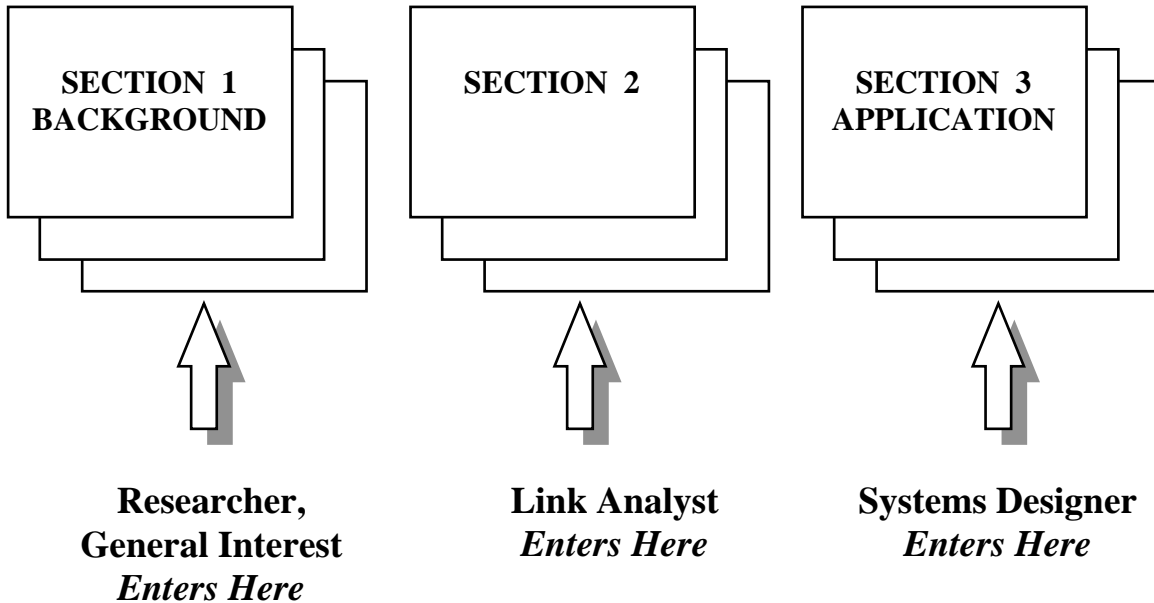 SECTION 1
BACKGROUND
SECTION 2
SECTION 3
APPLICATION
Researcher,
General Interest
Enters Here
Link Analyst
Enters Here
Systems Designer
Enters Here